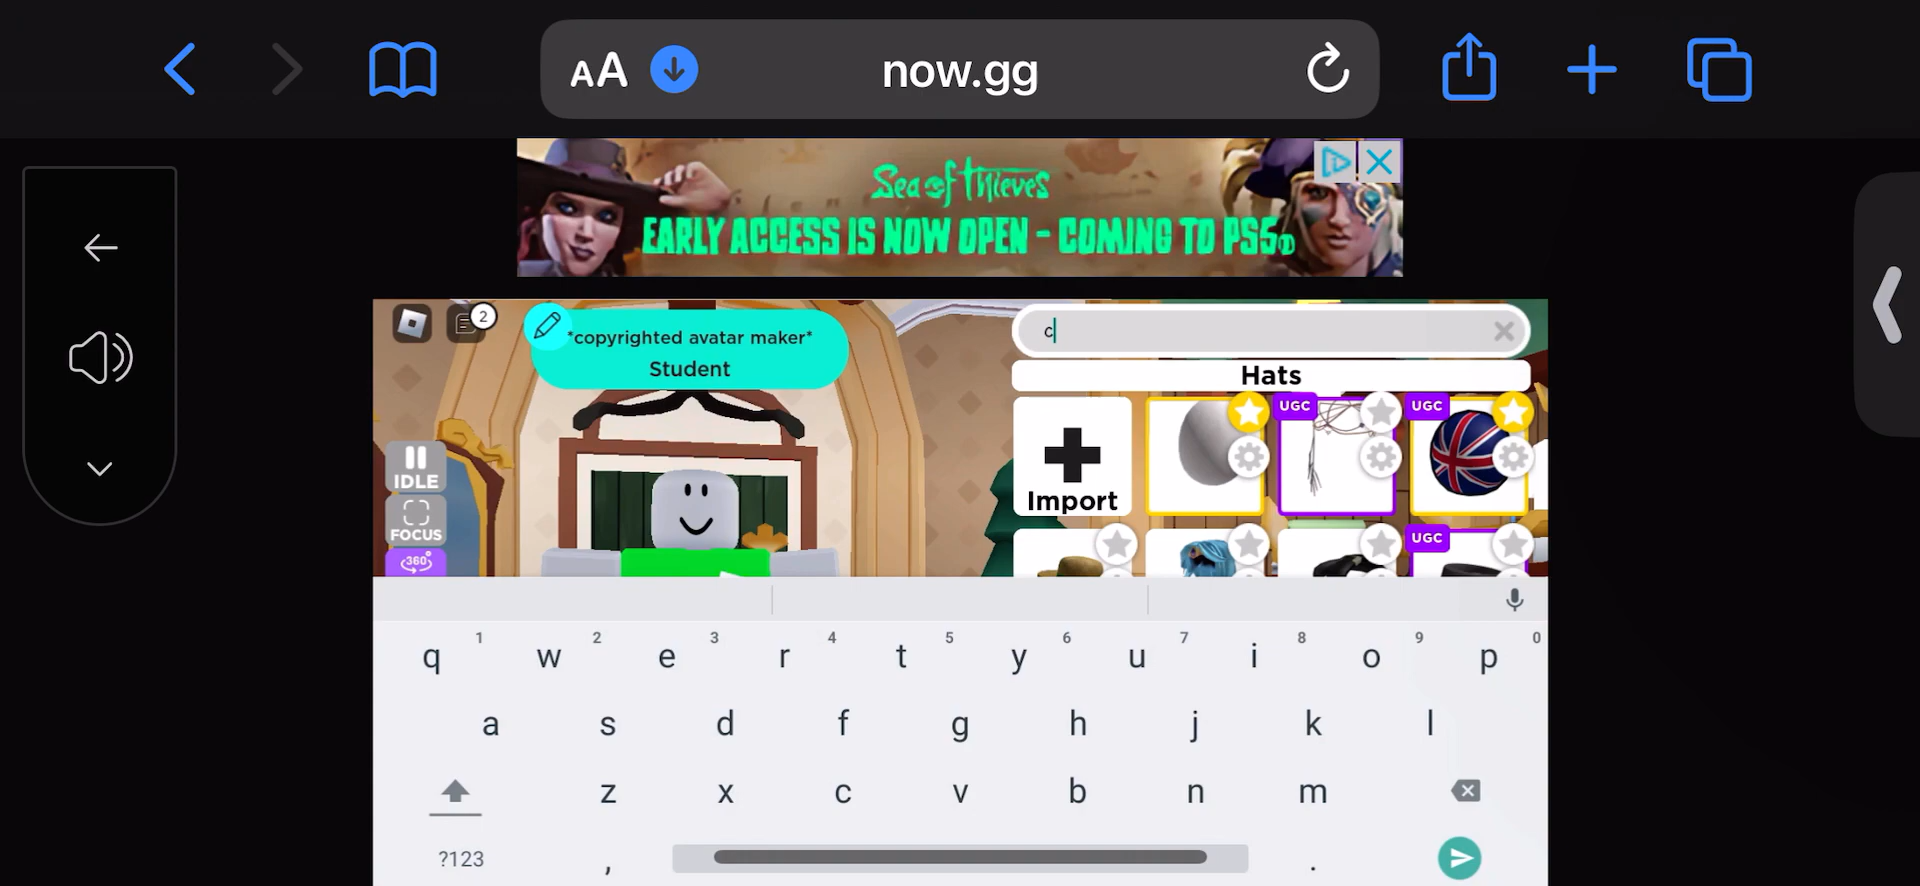 AA
now.gg
Sea of Thieves
EARLY ACCESS IS NOW OPEN - COMING TO PS5
2
*copyrighted avatar maker*
Student
c
Hats
UGC
UGC
IDLE
Import
FOCUS
UGC
360°
q 1 w 2 e 3 r 4 t 5 y 6 u 7 i 8 o 9 p 0
a s d f g h j k l
z x c v b n m
?123 , .